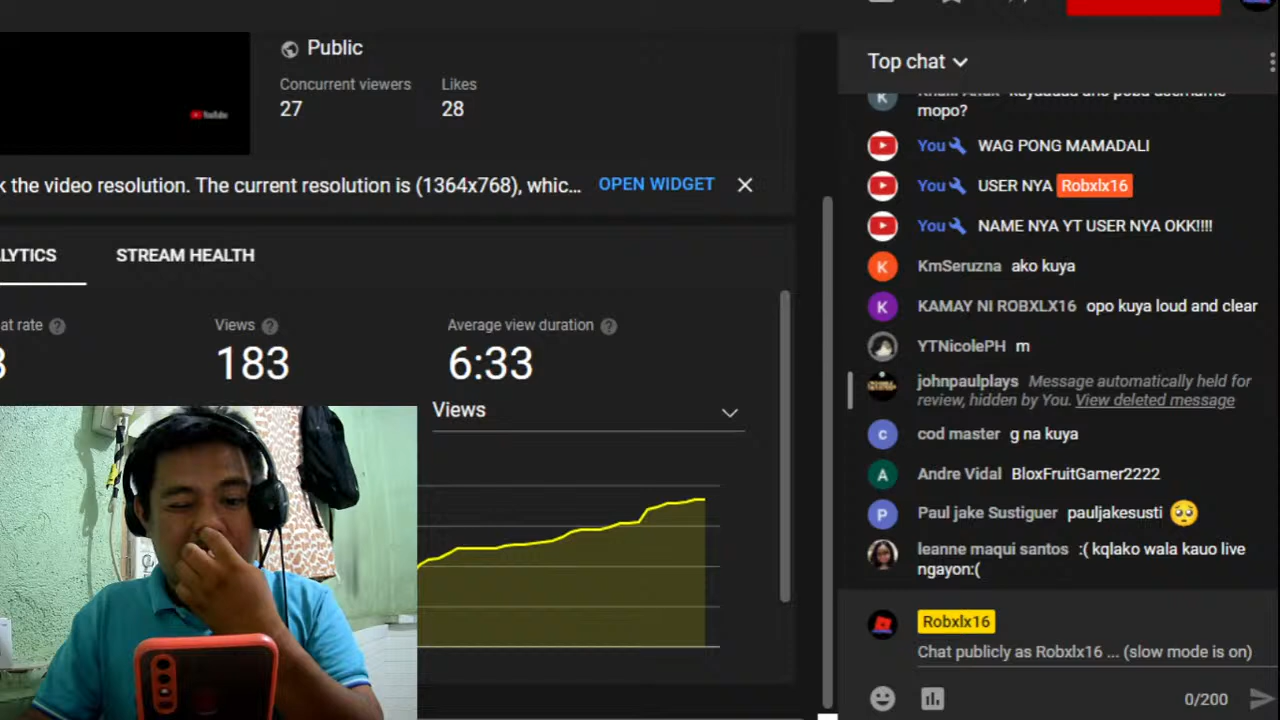 Public
Concurrent viewers
Likes
27
28
k the video resolution. The current resolution is (1364x768), whic...
OPEN WIDGET
LYTICS
STREAM HEALTH
at rate
Views
Average view duration
183
6:33
Views
YouTube
Top chat
mopo?
You WAG PONG MAMADALI
You USER NYA Robxlx16
You NAME NYA YT USER NYA OKK!!!!
KmSeruzna ako kuya
KAMAY NI ROBXLX16 opo kuya loud and clear
YTNicolePH m
johnpaulplays Message automatically held for
review, hidden by You. View deleted message
cod master g na kuya
Andre Vidal BloxFruitGamer2222
Paul jake Sustiguer pauljakesusti 🥺
leanne maqui santos :( kqlako wala kauo live
ngayon:(
Robxlx16
Chat publicly as Robxlx16 ... (slow mode is on)
0/200